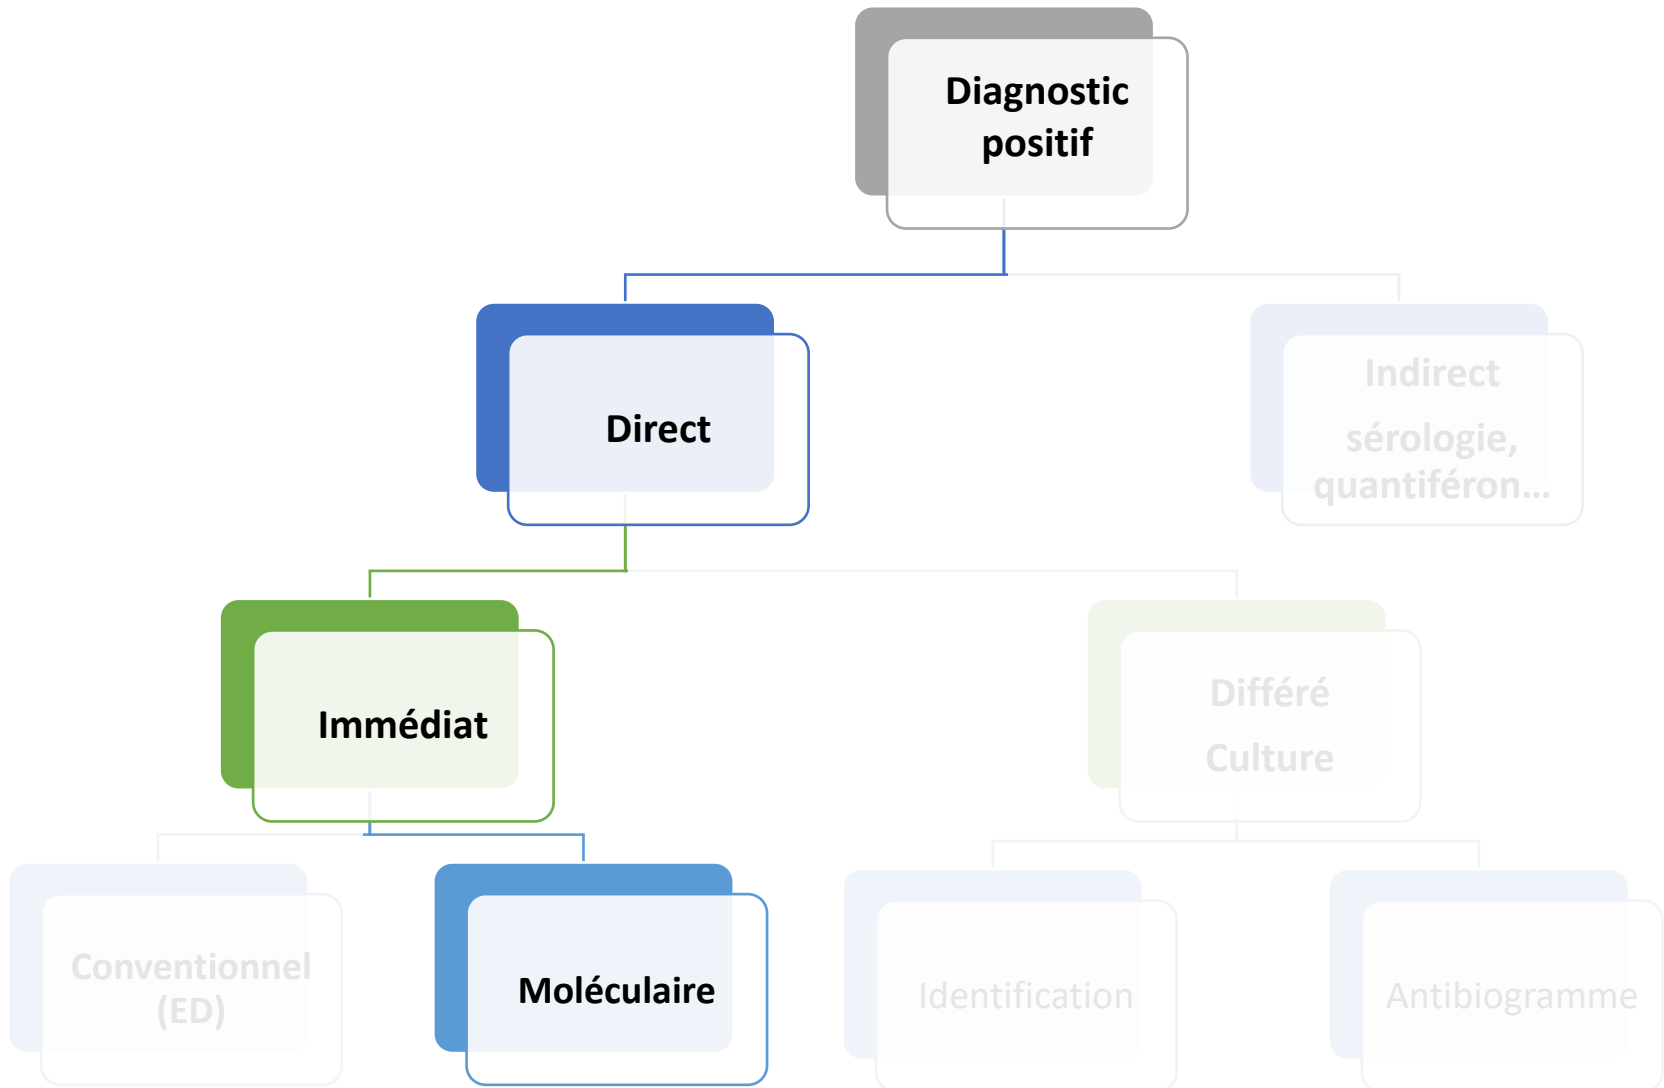 Diagnostic
positif
Direct
Indirect
sérologie,
quantiféron...
Immédiat
Différé
Culture
Conventionnel
(ED)
Moléculaire
Identification
Antibiogramme